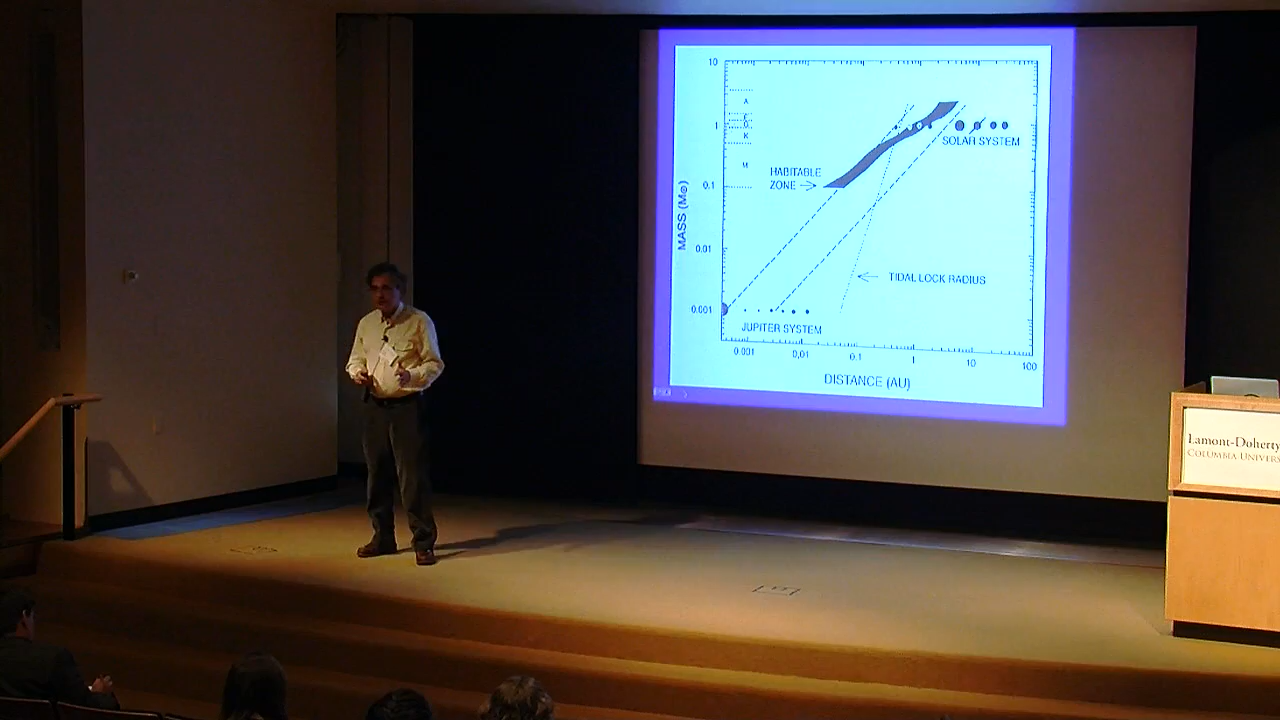 10
A
K
1
M
0.1
0.01
0.001
MASS (M⊙)
HABITABLE
ZONE
SOLAR SYSTEM
TIDAL LOCK RADIUS
JUPITER SYSTEM
0.001
0,01
0.1
1
10
100
DISTANCE (AU)
Lamont-Doherty
COLUMBIA UNIVERS